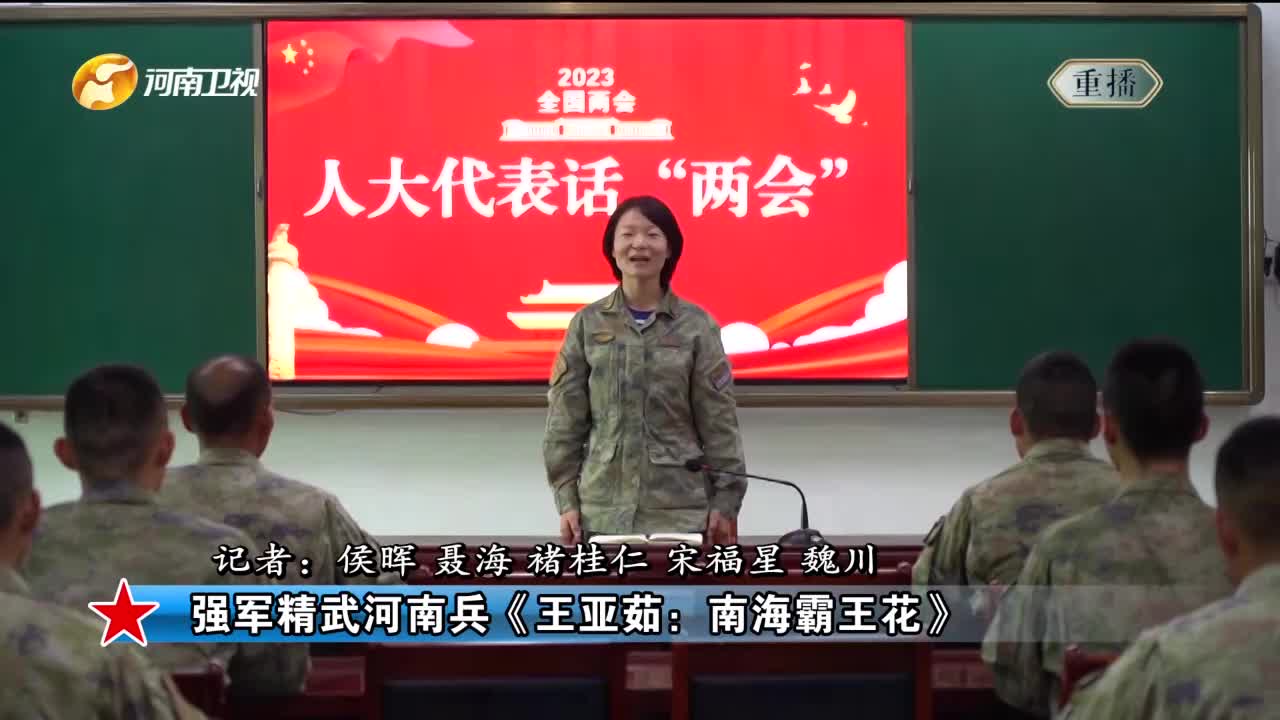 河南卫视
重播
2023
全国两会
人大代表话“两会”
记者：侯晖 聂海 褚桂仁 宋福星 魏川
强军精武河南兵《王亚茹：南海霸王花》